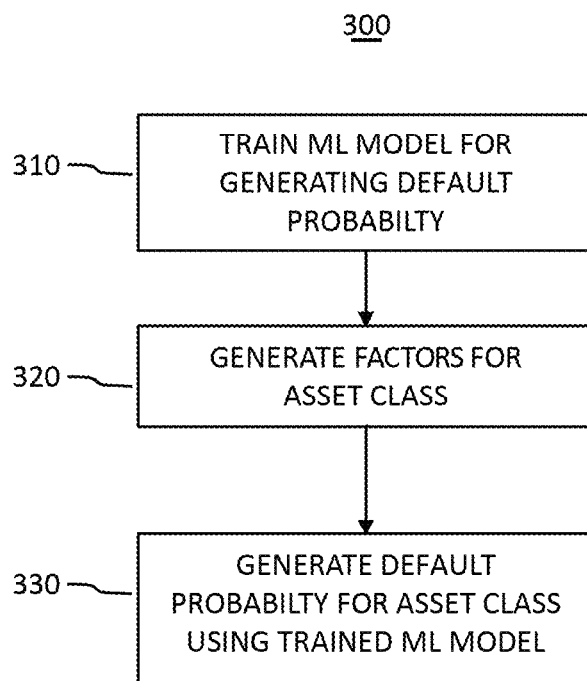 300
310
TRAIN ML MODEL FOR
GENERATING DEFAULT
PROBABILTY
320
GENERATE FACTORS FOR
ASSET CLASS
330
GENERATE DEFAULT
PROBABILTY FOR ASSET CLASS
USING TRAINED ML MODEL